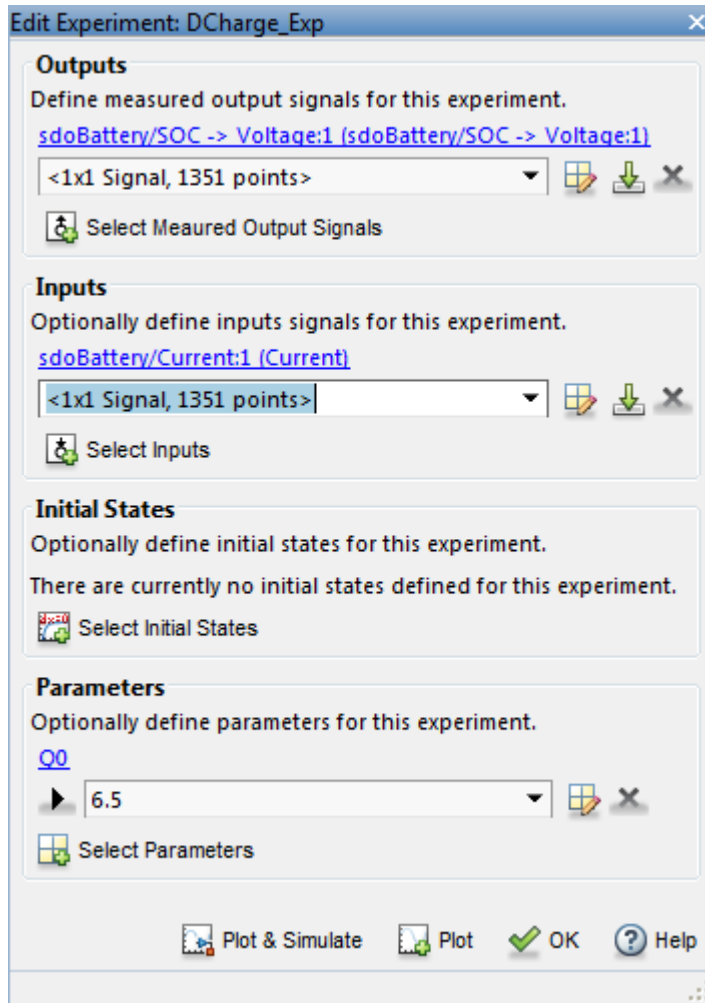 Edit Experiment: DCharge_Exp
Outputs
Define measured output signals for this experiment.
sdoBattery/SOC -> Voltage:1 (sdoBattery/SOC -> Voltage:1)
<1x1 Signal, 1351 points>
Select Meaured Output Signals
Inputs
Optionally define inputs signals for this experiment.
sdoBattery/Current:1 (Current)
<1x1 Signal, 1351 points>
Select Inputs
Initial States
Optionally define initial states for this experiment.
There are currently no initial states defined for this experiment.
Select Initial States
Parameters
Optionally define parameters for this experiment.
Q0
6.5
Select Parameters
Plot & Simulate Plot OK Help